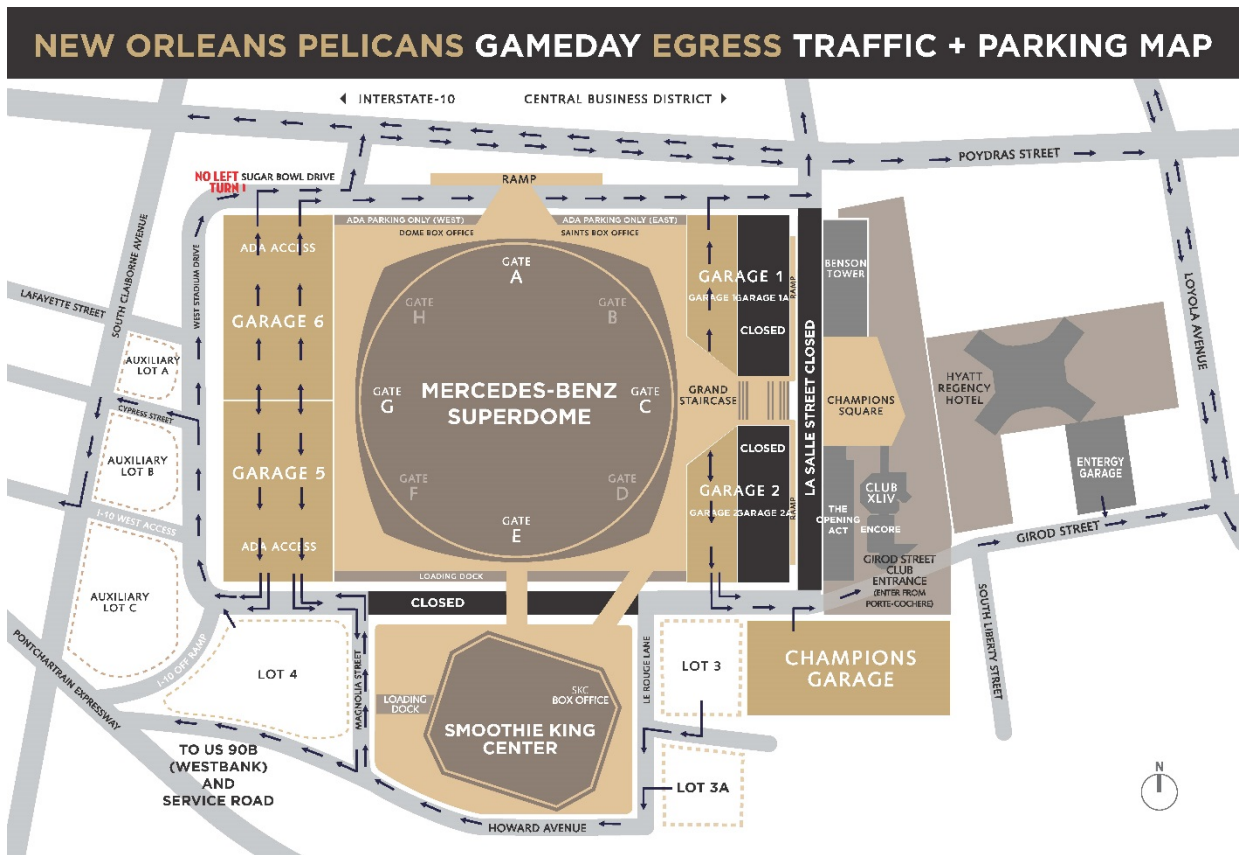 NEW ORLEANS PELICANS GAMEDAY EGRESS TRAFFIC + PARKING MAP
INTERSTATE-10
CENTRAL BUSINESS DISTRICT
POYDRAS STREET
NO LEFT
TURN !
SUGAR BOWL DRIVE
RAMP
ADA PARKING ONLY (WEST)
ADA PARKING ONLY (EAST)
DOME BOX OFFICE
SAINTS BOX OFFICE
SOUTH CLAIBORNE AVENUE
WEST STADIUM DRIVE
LAFAYETTE STREET
ADA ACCESS
GARAGE 6
GATE
A
GATE
H
GATE
B
GATE
G
GATE
C
GATE
F
GATE
D
GATE
E
MERCEDES-BENZ
SUPERDOME
GARAGE 1
GARAGE 1
GARAGE 1A
CLOSED
RAMP
GRAND
STAIRCASE
LA SALLE STREET CLOSED
BENSON
TOWER
CHAMPIONS
SQUARE
HYATT
REGENCY
HOTEL
LOYOLA AVENUE
AUXILIARY
LOT A
CYPRESS STREET
AUXILIARY
LOT B
I-10 WEST ACCESS
AUXILIARY
LOT C
GARAGE 5
ADA ACCESS
CLOSED
GARAGE 2
GARAGE 2
GARAGE 2A
RAMP
THE
OPENING
ACT
CLUB
XLIV
ENCORE
ENTERGY
GARAGE
GIROD STREET
GIROD STREET
CLUB
ENTRANCE
(ENTER FROM
PORTE-COCHERE)
SOUTH LIBERTY STREET
LOADING DOCK
CLOSED
PONTCHARTRAIN EXPRESSWAY
I-10 OFF RAMP
LOT 4
MAGNOLIA STREET
LOADING
DOCK
SKC
BOX OFFICE
SMOOTHIE KING
CENTER
LE ROUGE LANE
LOT 3
CHAMPIONS
GARAGE
LOT 3A
TO US 90B
(WESTBANK)
AND
SERVICE ROAD
HOWARD AVENUE
N